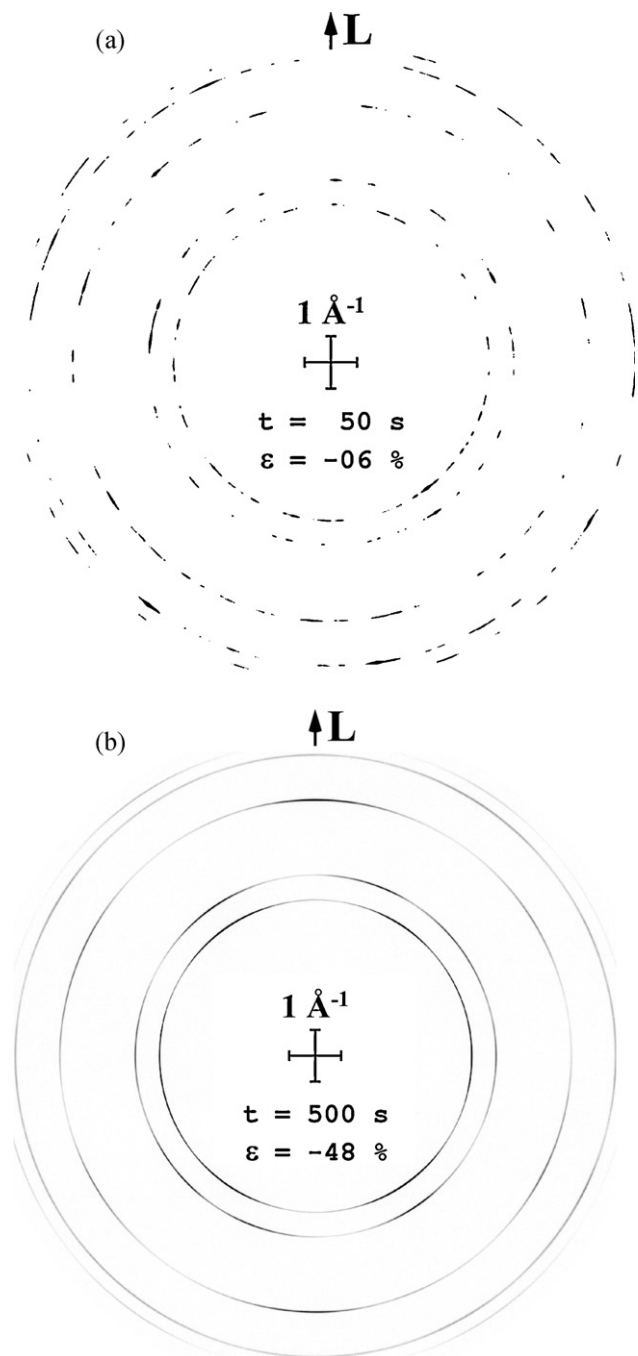 (a)
L
1 Å⁻¹
t = 50 s
ε = -06 %
(b)
L
1 Å⁻¹
t = 500 s
ε = -48 %